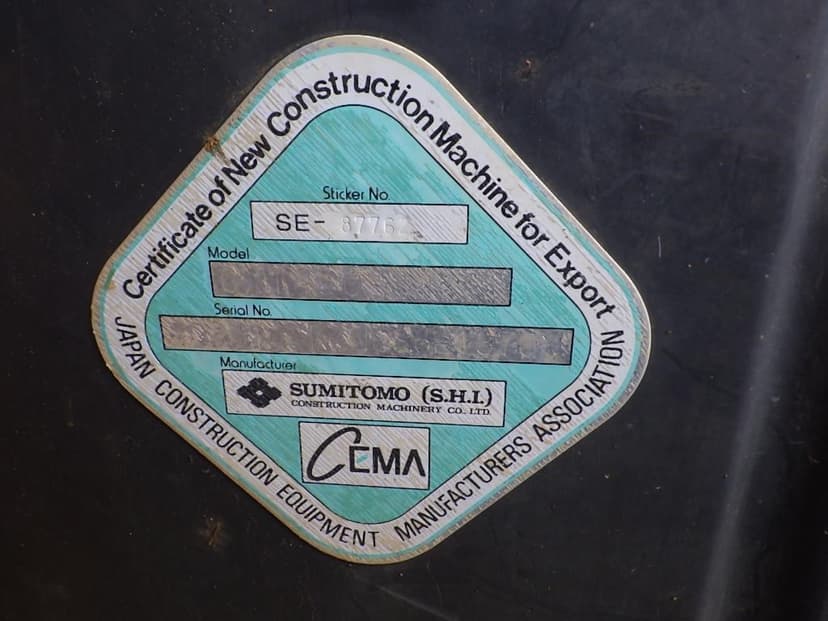 Certificate of New Construction Machine for Export
Sticker No.
SE- 87762
Model
Serial No.
Manufacturer
SUMITOMO (S.H.I.)
CONSTRUCTION MACHINERY CO., LTD.
CEMA
JAPAN CONSTRUCTION EQUIPMENT MANUFACTURERS ASSOCIATION